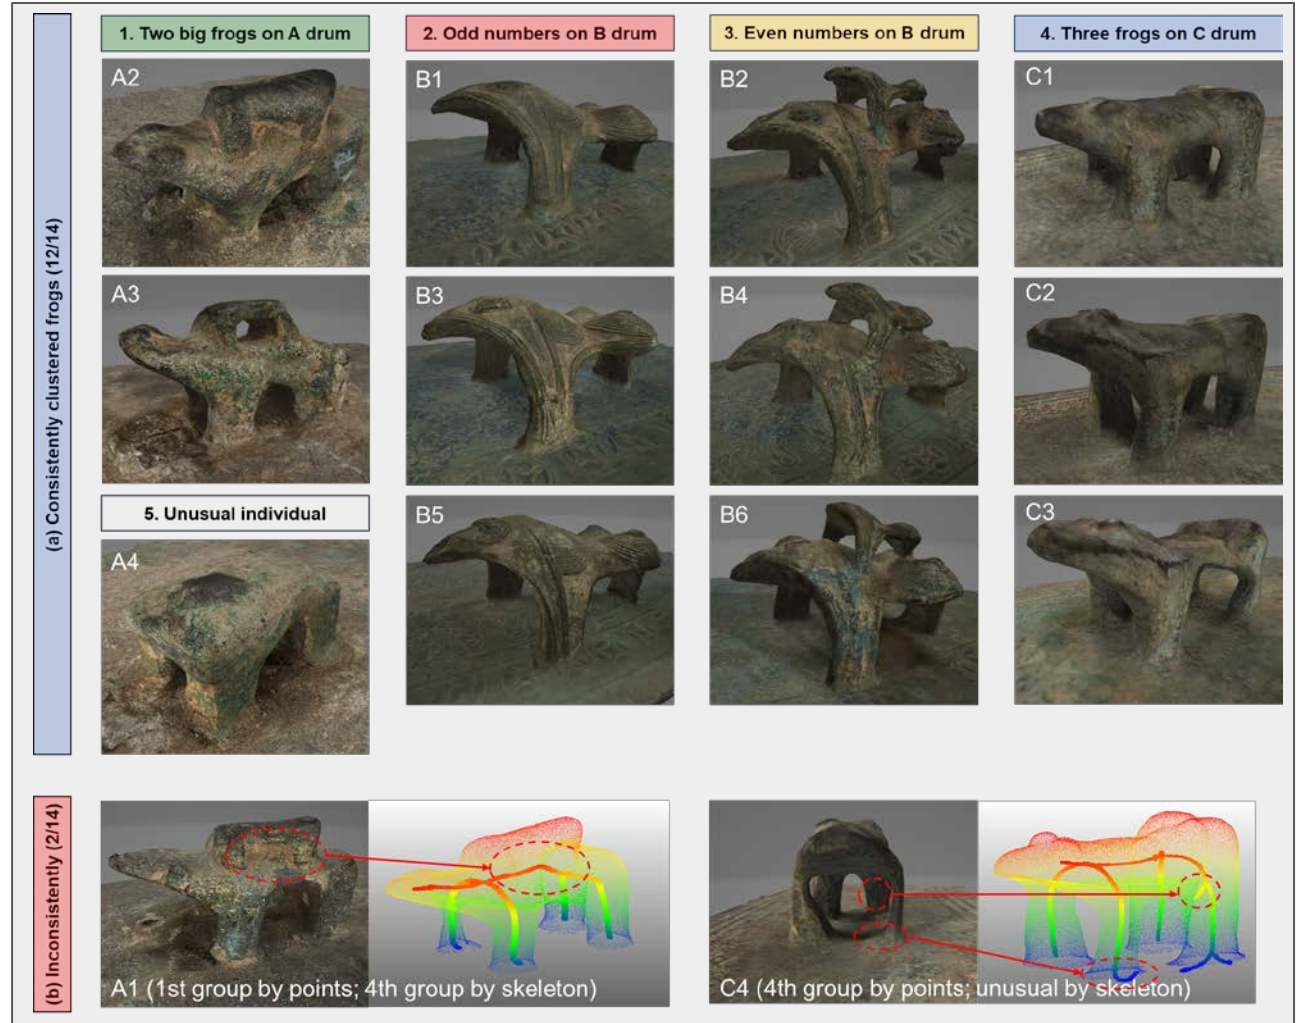 1. Two big frogs on A drum
2. Odd numbers on B drum
3. Even numbers on B drum
4. Three frogs on C drum
(a) Consistently clustered frogs (12/14)
A2
B1
B2
C1
A3
B3
B4
C2
5. Unusual individual
A4
B5
B6
C3
(b) Inconsistently (2/14)
A1 (1st group by points; 4th group by skeleton)
C4 (4th group by points; unusual by skeleton)